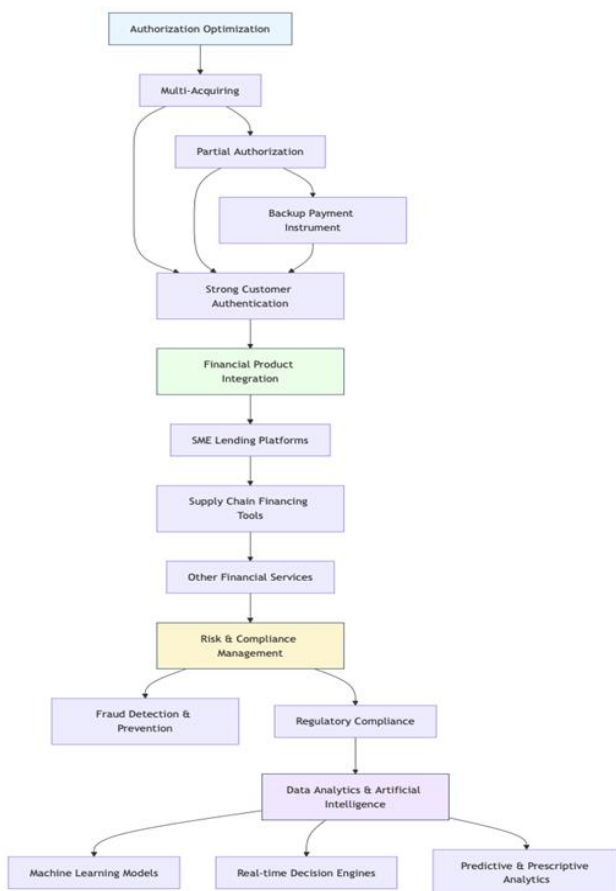 Authorization Optimization
Multi-Acquiring
Partial Authorization
Backup Payment
Instrument
Strong Customer
Authentication
Financial Product
Integration
SME Lending Platforms
Supply Chain Financing
Tools
Other Financial Services
Risk & Compliance
Management
Fraud Detection &
Prevention
Regulatory Compliance
Data Analytics & Artificial
Intelligence
Machine Learning Models
Real-time Decision Engines
Predictive & Prescriptive
Analytics